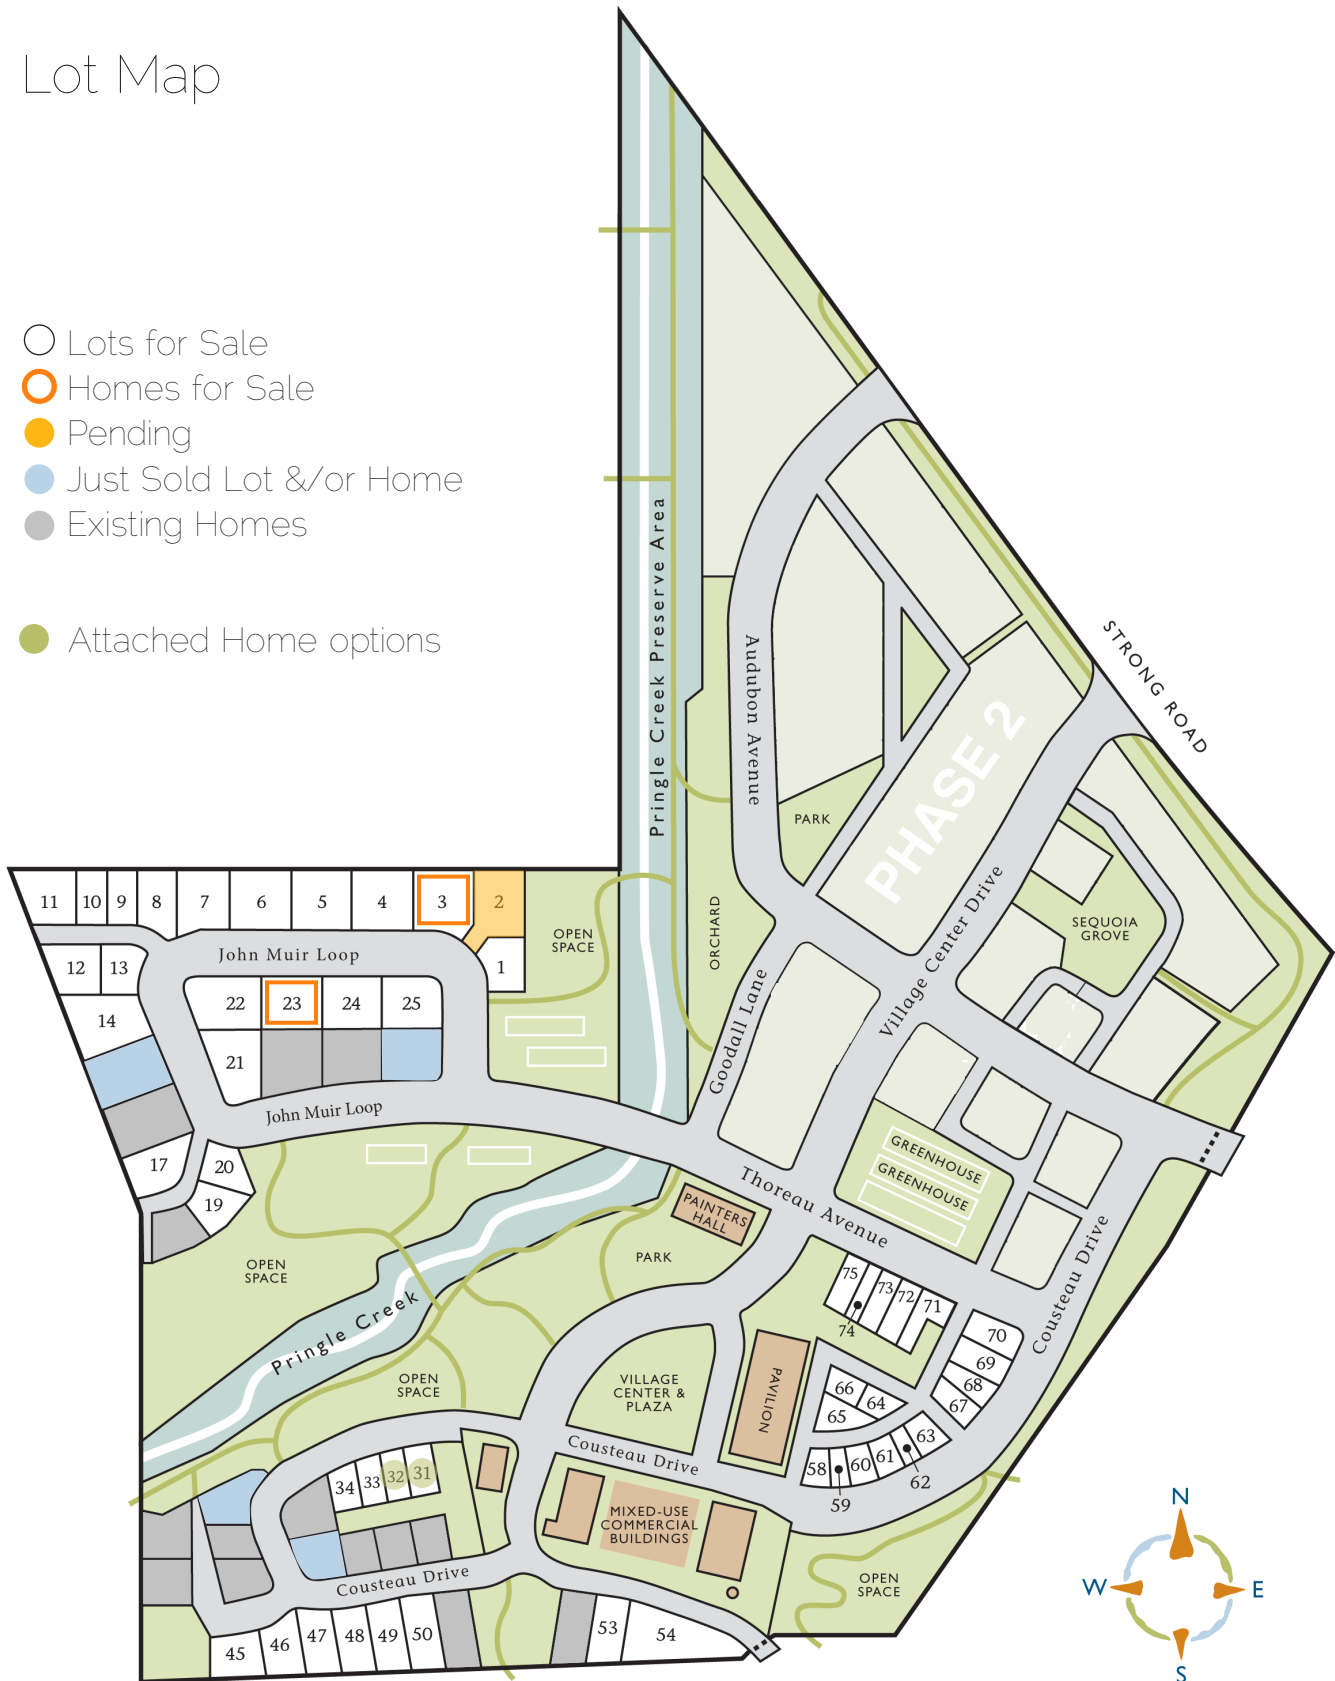 Lot Map
Lots for Sale
Homes for Sale
Pending
Just Sold Lot &/or Home
Existing Homes
Attached Home options
STRONG ROAD
Pringle Creek Preserve Area
Audubon Avenue
PHASE 2
PARK
ORCHARD
Village Center Drive
SEQUOIA
GROVE
11
10
9
8
7
6
5
4
3
2
1
OPEN
SPACE
John Muir Loop
12
13
14
22
23
24
25
21
John Muir Loop
17
20
19
Goodall Lane
GREENHOUSE
GREENHOUSE
Thoreau Avenue
PAINTERS
HALL
PARK
OPEN
SPACE
Pringle Creek
Cousteau Drive
75
74
73
72
71
70
69
68
67
66
65
64
63
62
61
60
59
58
PAVILION
VILLAGE
CENTER &
PLAZA
OPEN
SPACE
Cousteau Drive
34
33
32
31
MIXED-USE
COMMERCIAL
BUILDINGS
OPEN
SPACE
Cousteau Drive
45
46
47
48
49
50
53
54
N
W
E
S